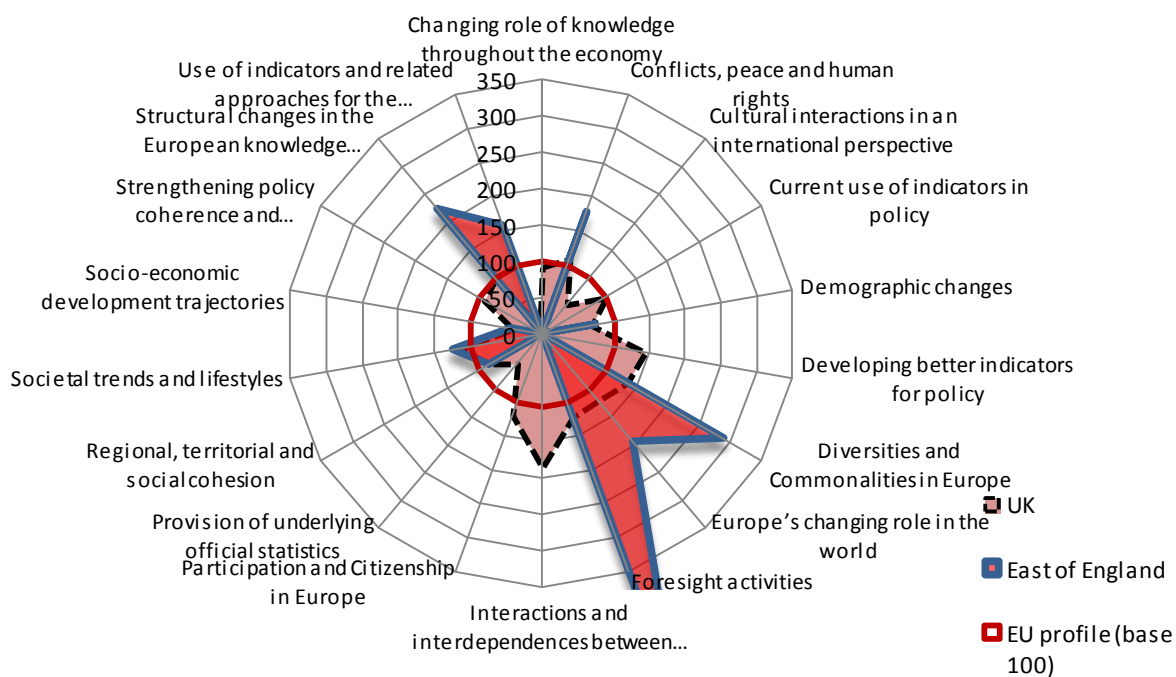 Changing role of knowledge
throughout the economy
Conflicts, peace and human
rights
Cultural interactions in an
international perspective
Current use of indicators in
policy
Demographic changes
Developing better indicators
for policy
Diversities and
Commonalities in Europe
Europe's changing role in the
world
Foresight activities
Interactions and
interdependences between...
Participation and Citizenship
in Europe
Provision of underlying
official statistics
Regional, territorial and
social cohesion
Societal trends and lifestyles
Socio-economic
development trajectories
Strengthening policy
coherence and...
Structural changes in the
European knowledge...
Use of indicators and related
approaches for the...
350
300
250
200
150
100
50
0
UK
East of England
EU profile (base
100)